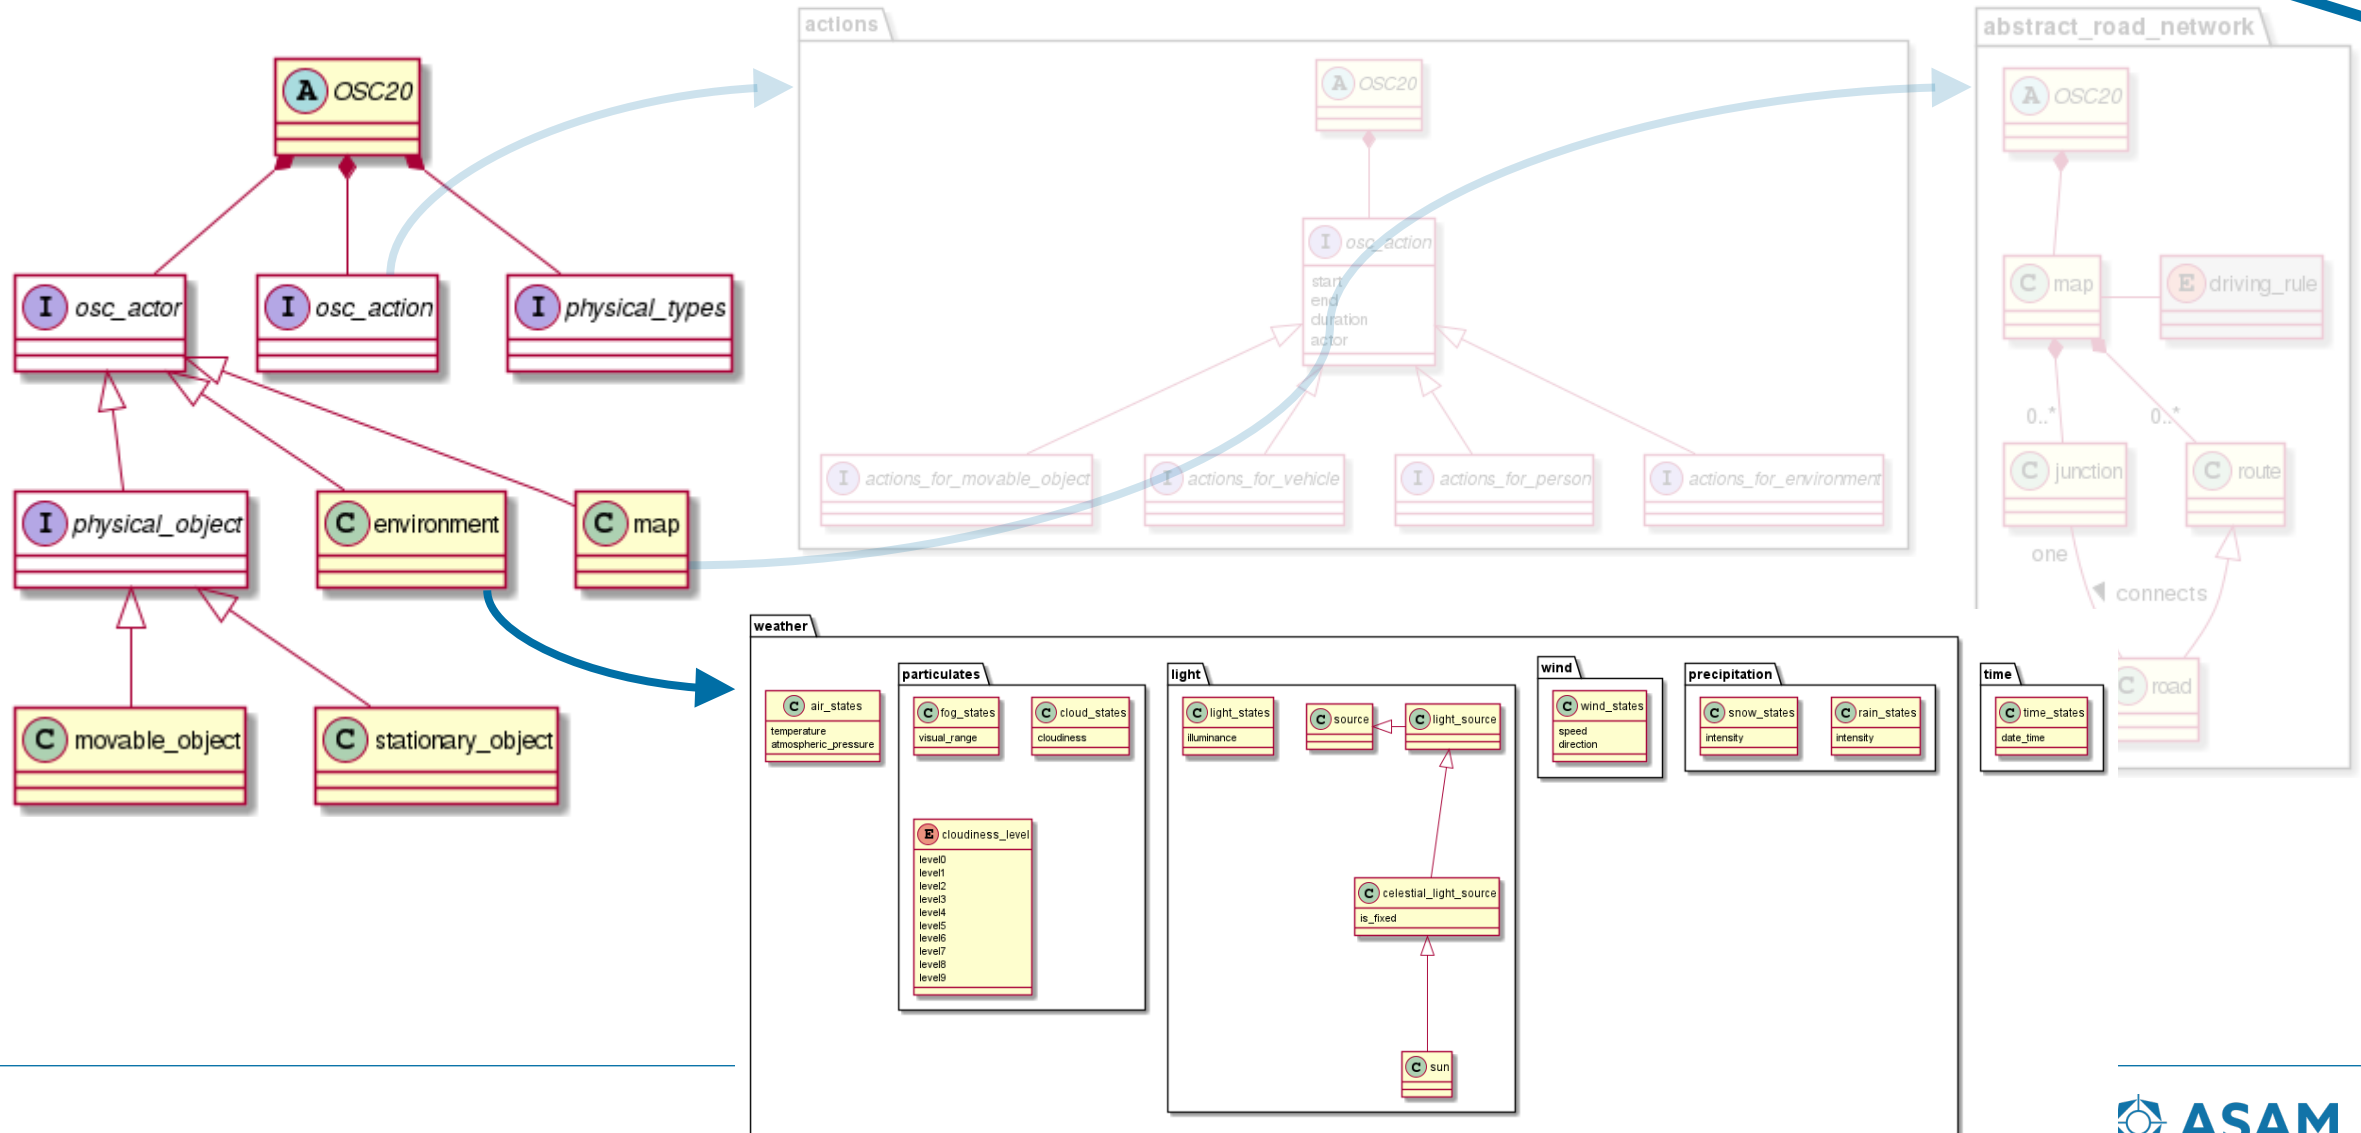 A OSC20
I osc_actor
I osc_action
I physical_types
I physical_object
C environment
C map
C movable_object
C stationary_object
actions
A OSC20
I osc_action
start
end
duration
actor
I actions_for_movable_object
I actions_for_vehicle
I actions_for_person
I actions_for_environment
abstract_road_network
A OSC20
C map
E driving_rule
0..*
0..*
C junction
C route
one
connects
C road
weather
C air_states
temperature
atmospheric_pressure
particulates
C fog_states
visual_range
C cloud_states
cloudiness
E cloudiness_level
level0
level1
level2
level3
level4
level5
level6
level7
level8
level9
light
C light_states
illuminance
C source
C light_source
C celestial_light_source
is_fixed
C sun
wind
C wind_states
speed
direction
precipitation
C snow_states
intensity
C rain_states
intensity
time
C time_states
date_time
ASAM